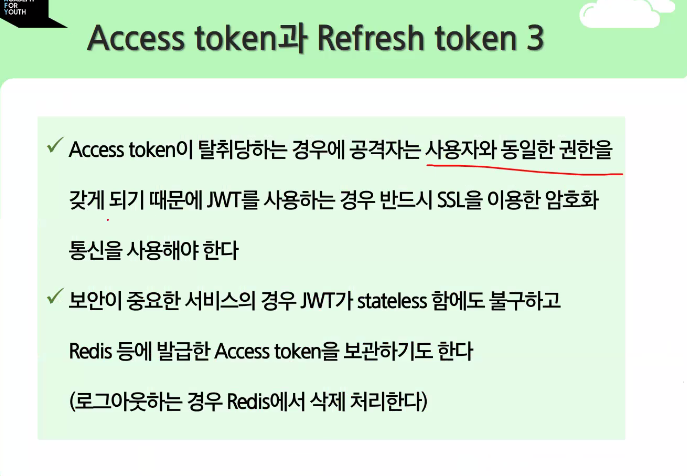 FOR
YOUTH
Access token과 Refresh token 3
✓ Access token이 탈취당하는 경우에 공격자는 사용자와 동일한 권한을
갖게 되기 때문에 JWT를 사용하는 경우 반드시 SSL을 이용한 암호화
통신을 사용해야 한다
✓ 보안이 중요한 서비스의 경우 JWT가 stateless 함에도 불구하고
Redis 등에 발급한 Access token을 보관하기도 한다
(로그아웃하는 경우 Redis에서 삭제 처리한다)